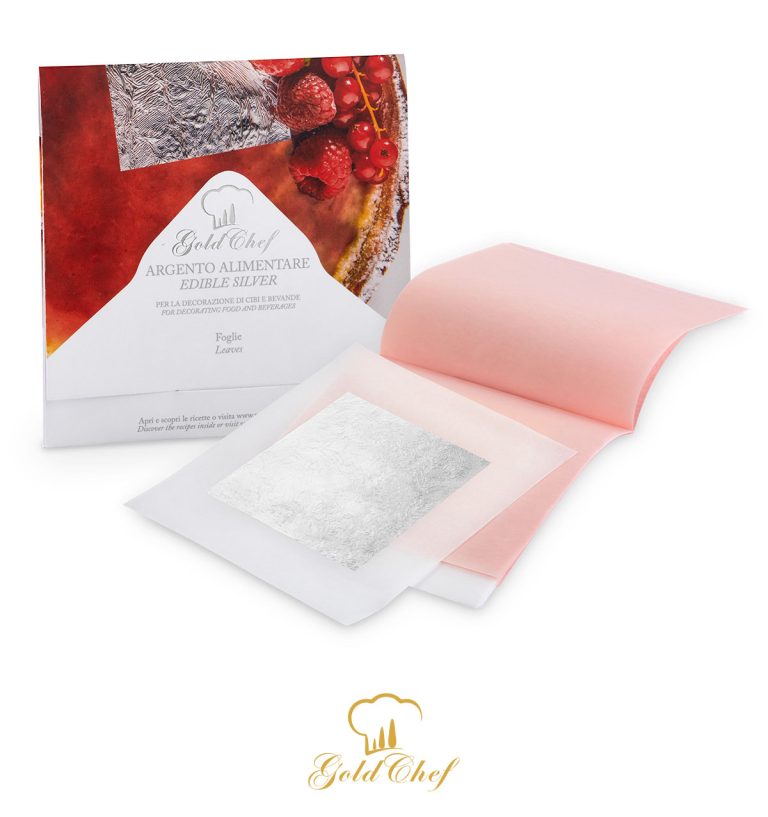 Gold Chef
ARGENTO ALIMENTARE
EDIBLE SILVER
PER LA DECORAZIONE DI CIBI E BEVANDE
FOR DECORATING FOOD AND BEVERAGES
Foglie
Leaves
Apri e scopri le ricette o visita www.
Discover the recipes inside or visit
Gold Chef